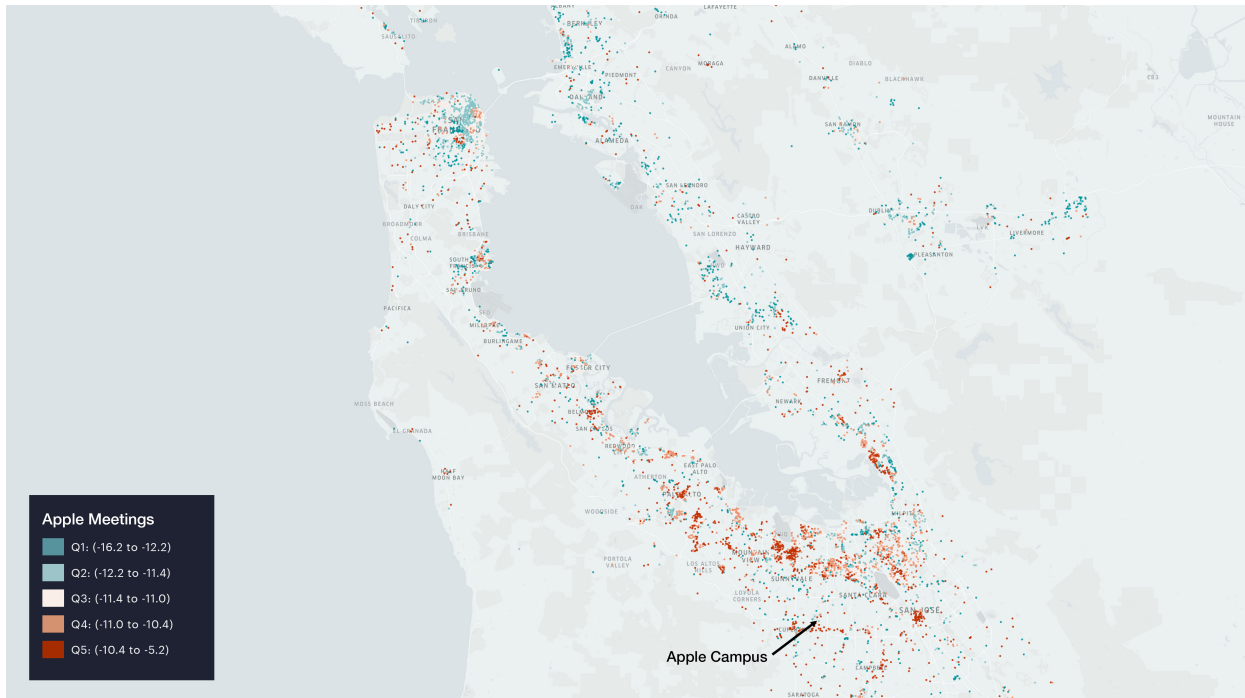 ALBANY
BERKELEY
ORINDA
LAFAYETTE
TIBURON
SAUSALITO
EMERYVILLE
PIEDMONT
CANYON
MORAGA
ALAMO
DIABLO
DANVILLE
BLACKHAWK
OAKLAND
SAN
ALAMEDA
SAN RAMON
MOUNTAIN
HOUSE
SAN LEANDRO
OAK
DALY CITY
BROADMOOR
COLMA
BRISBANE
CASTRO
VALLEY
SAN LORENZO
HAYWARD
DUBLIN
LIVERMORE
PLEASANTON
SOUTH
SAN BRUNO
PACIFICA
SFO
MILLBRAE
BURLINGAME
UNION CITY
FOSTER CITY
SAN MATEO
FREMONT
MOSS BEACH
EL GRANADA
BELMONT
SAN CARLOS
REDWOOD
CITY
NEWARK
HALF
MOON BAY
ATHERTON
EAST PALO
ALTO
PALO ALTO
WOODSIDE
MILPITAS
PORTOLA
VALLEY
LOS ALTOS
HILLS
MOUNTAIN
VIEW
SUNNYVALE
LOYOLA
CORNERS
SANTA CLARA
SAN JOSE
CUPERTINO
CAMPBELL
SARATOGA
Apple Campus
Apple Meetings
Q1: (-16.2 to -12.2)
Q2: (-12.2 to -11.4)
Q3: (-11.4 to -11.0)
Q4: (-11.0 to -10.4)
Q5: (-10.4 to -5.2)